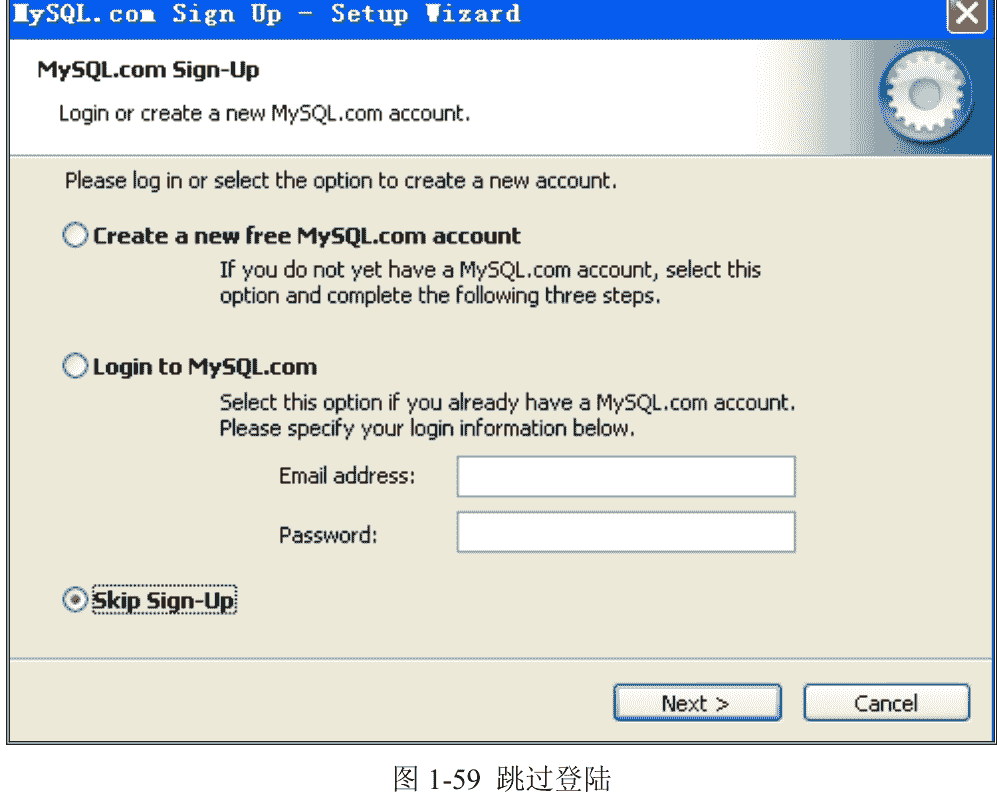 MySQL.com Sign Up - Setup Wizard
MySQL.com Sign-Up
Login or create a new MySQL.com account.
Please log in or select the option to create a new account.
Create a new free MySQL.com account
If you do not yet have a MySQL.com account, select this
option and complete the following three steps.
Login to MySQL.com
Select this option if you already have a MySQL.com account.
Please specify your login information below.
Email address:
Password:
Skip Sign-Up
Next >
Cancel
图 1-59 跳过登陆